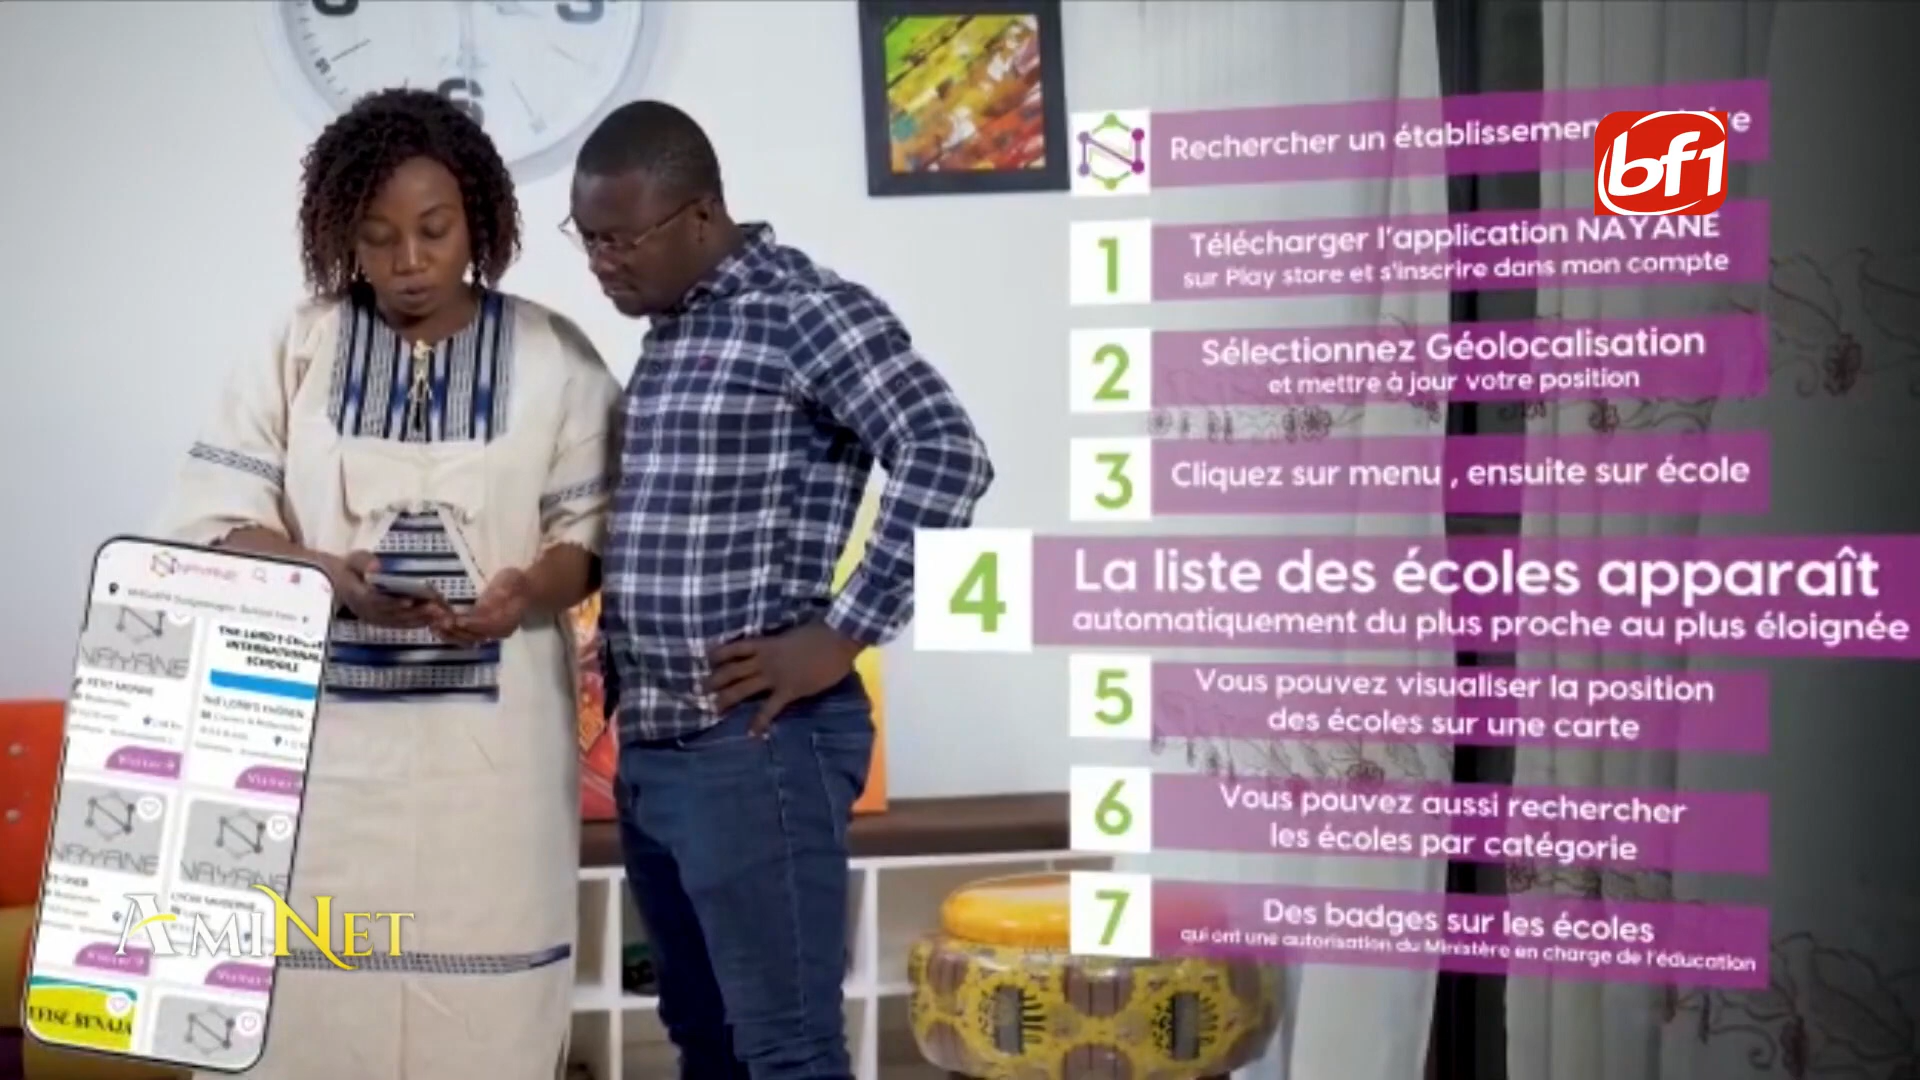 Rechercher un
bf1
1
Télécharger l'application NAYANE
sur Play store et s'inscrire dans mon compte
2
Sélectionnez Géolocalisation
et mettre à jour votre position
3
Cliquez sur menu , ensuite sur école
4
La liste des écoles apparaît
automatiquement du plus proche au plus éloignée
5
Vous pouvez visualiser la position
des écoles sur une carte
6
Vous pouvez aussi rechercher
les écoles par catégorie
7
Des badges sur les écoles
qui ont une autorisation du Ministère en charge de l'éducation
NAYANE
INTERNATIONAL
NAYANE
NAYANE
AMINET